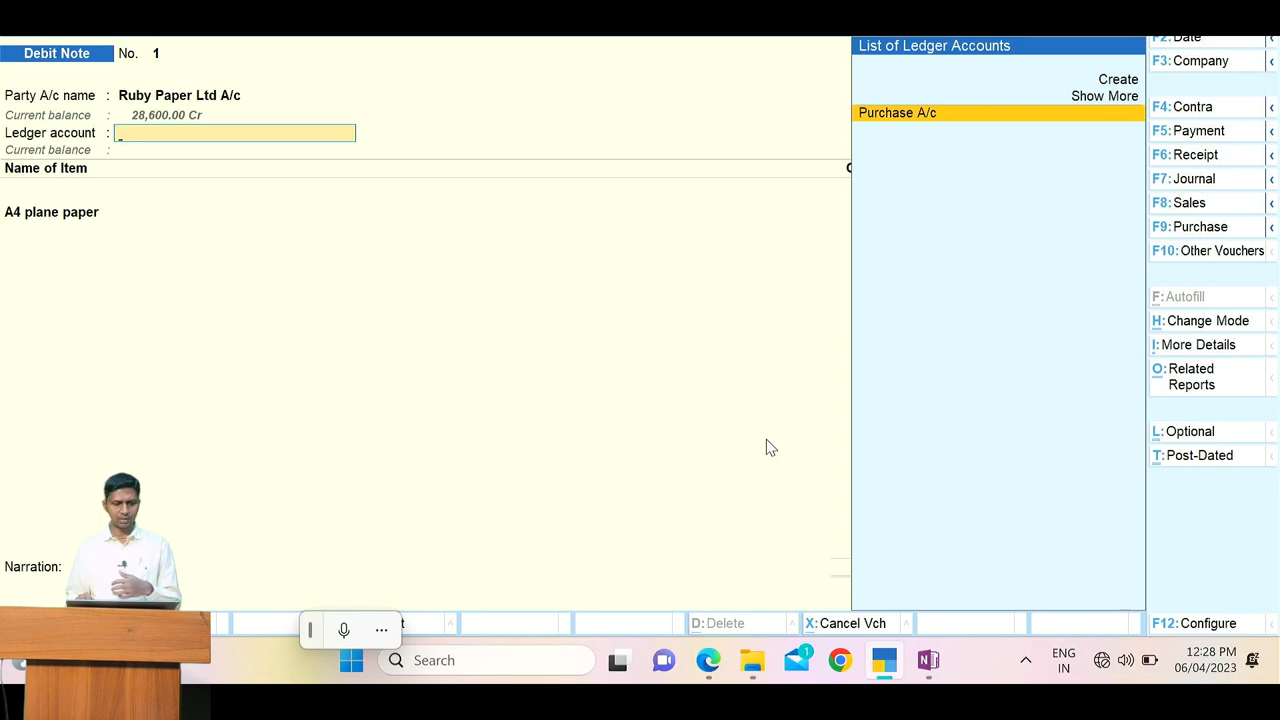 Debit Note No. 1
Party A/c name : Ruby Paper Ltd A/c
Current balance : 28,600.00 Cr
Ledger account :
Current balance :
Name of Item
A4 plane paper
Narration:
List of Ledger Accounts
Create
Show More
Purchase A/c
F2: Date
F3: Company
F4: Contra
F5: Payment
F6: Receipt
F7: Journal
F8: Sales
F9: Purchase
F10: Other Vouchers
F: Autofill
H: Change Mode
I: More Details
O: Related
Reports
L: Optional
T: Post-Dated
D: Delete
X: Cancel Vch
F12: Configure
Search
1
ENG
IN
12:28 PM
06/04/2023